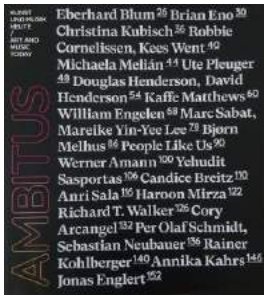 KUNST
UND MUSIK
HEUTE /
ART AND
MUSIC
TODAY
AMBITUS
Eberhard Blum 26 Brian Eno 30
Christina Kubisch 36 Robbie
Cornelissen, Kees Went 40
Michaela Melián 44 Ute Pleuger
48 Douglas Henderson, David
Henderson 54 Kaffe Matthews 60
William Engelen 68 Marc Sabat,
Mareike Yin-Yee Lee 78 Bjørn
Melhus 86 People Like Us 90
Werner Amann 100 Yehudit
Sasportas 106 Candice Breitz 110
Anri Sala 116 Haroon Mirza 122
Richard T. Walker 126 Cory
Arcangel 132 Per Olaf Schmidt,
Sebastian Neubauer 136 Rainer
Kohlberger 140 Annika Kahrs 146
Jonas Englert 152